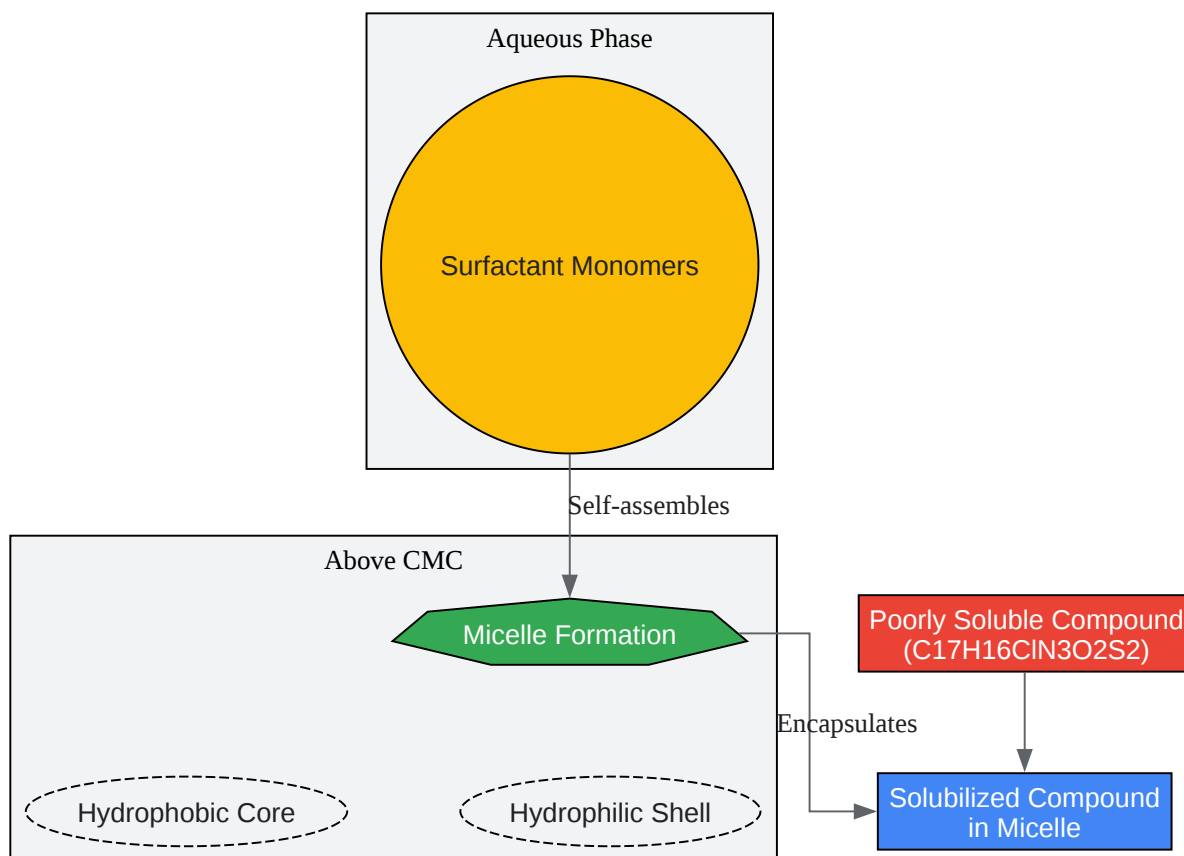 Aqueous Phase
Surfactant Monomers
Self-assembles
Above CMC
Micelle Formation
Poorly Soluble Compound
(C17H16ClN3O2S2)
Encapsulates
Hydrophobic Core
Hydrophilic Shell
Solubilized Compound
in Micelle